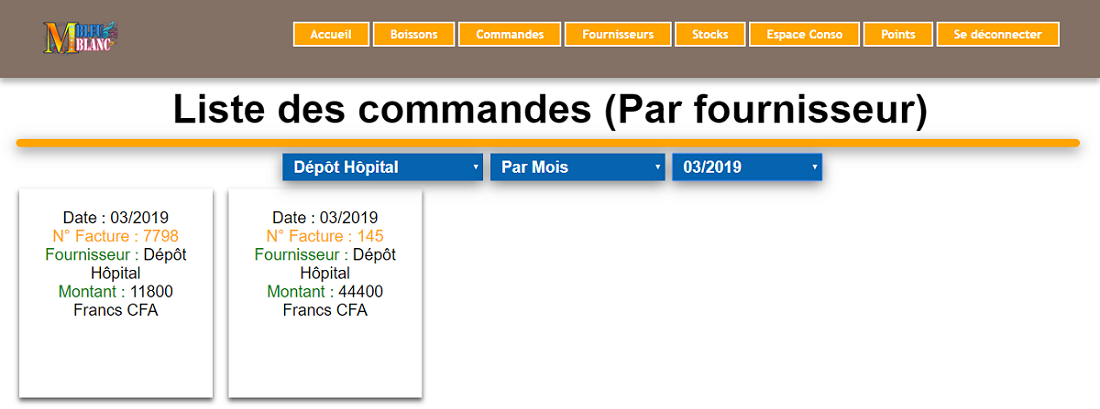 M BLEU BLANC
Accueil Boissons Commandes Fournisseurs Stocks Espace Conso Points Se déconnecter
Liste des commandes (Par fournisseur)
Dépôt Hôpital Par Mois 03/2019
Date : 03/2019
N° Facture : 7798
Fournisseur : Dépôt
Hôpital
Montant : 11800
Francs CFA
Date : 03/2019
N° Facture : 145
Fournisseur : Dépôt
Hôpital
Montant : 44400
Francs CFA